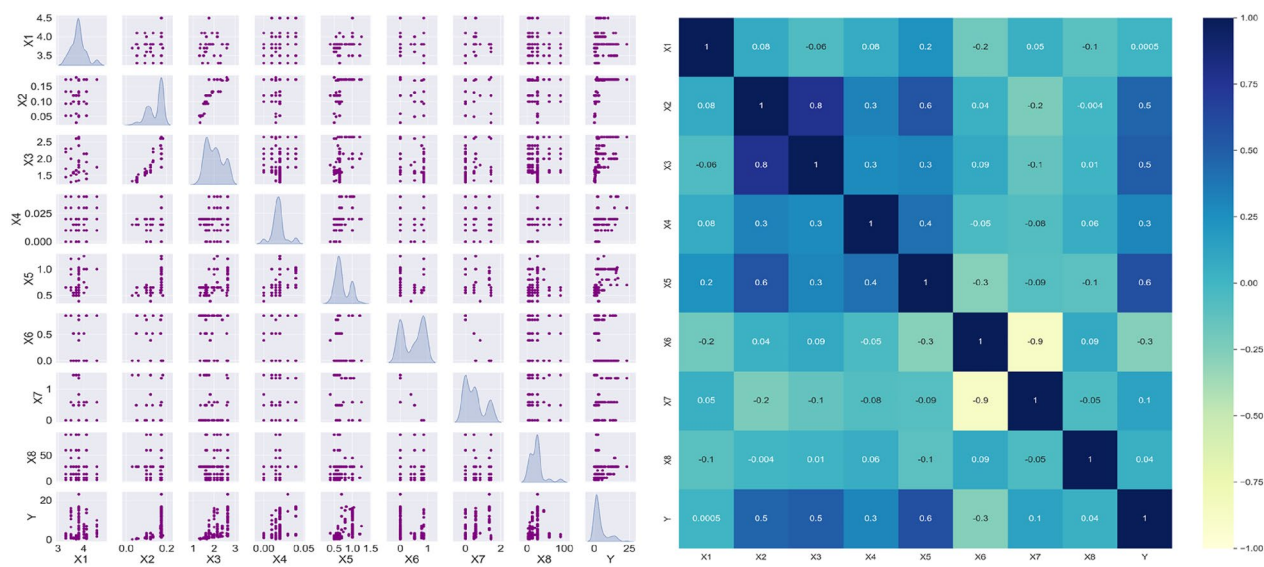 X1 4.5 4.0 3.5
X2 0.15 0.10 0.05
X3 2.5 2.0 1.5
X4 0.025 0.000
X5 1.0 0.5
X6 0.5 0.0
X7 1 0
X8 50 0
Y 20 0
3 4 0.0 0.2 1 2 3 0.00 0.05 0.5 1.0 1.5 0 1 0 2 0 100 0 25
X1 X2 X3 X4 X5 X6 X7 X8 Y
X1 1 0.08 -0.06 0.08 0.2 -0.2 0.05 -0.1 0.0005
X2 0.08 1 0.8 0.3 0.6 0.04 -0.2 -0.004 0.5
X3 -0.06 0.8 1 0.3 0.3 0.09 -0.1 0.01 0.5
X4 0.08 0.3 0.3 1 0.4 -0.05 -0.08 0.06 0.3
X5 0.2 0.6 0.3 0.4 1 -0.3 -0.09 -0.1 0.6
X6 -0.2 0.04 0.09 -0.05 -0.3 1 -0.9 0.09 -0.3
X7 0.05 -0.2 -0.1 -0.08 -0.09 -0.9 1 -0.05 0.1
X8 -0.1 -0.004 0.01 0.06 -0.1 0.09 -0.05 1 0.04
Y 0.0005 0.5 0.5 0.3 0.6 -0.3 0.1 0.04 1
X1 X2 X3 X4 X5 X6 X7 X8 Y
1.00
0.75
0.50
0.25
0.00
-0.25
-0.50
-0.75
-1.00